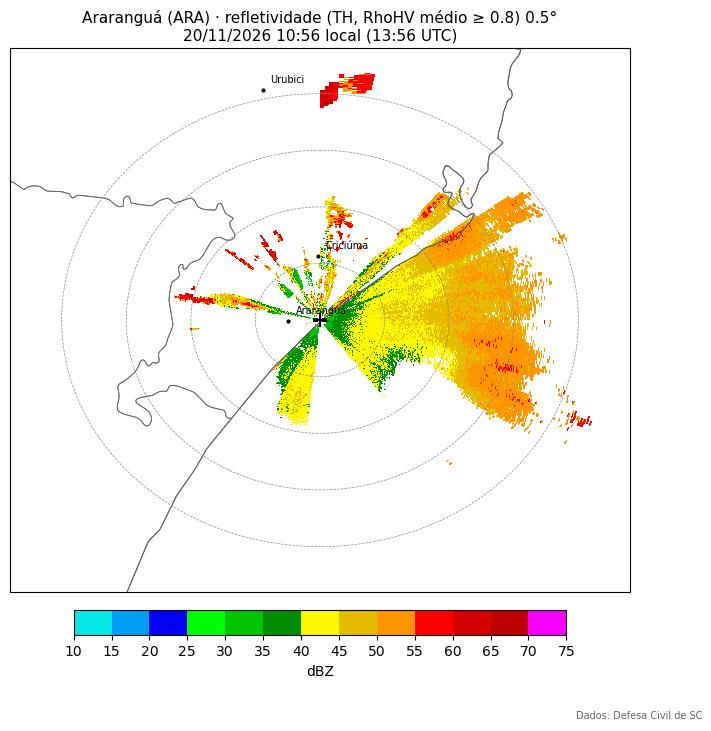 Araranguá (ARA) · refletividade (TH, RhoHV médio ≥ 0.8) 0.5°
20/11/2026 10:56 local (13:56 UTC)
Urubici
Criciúma
Araranguá
10 15 20 25 30 35 40 45 50 55 60 65 70 75
dBZ
Dados: Defesa Civil de SC